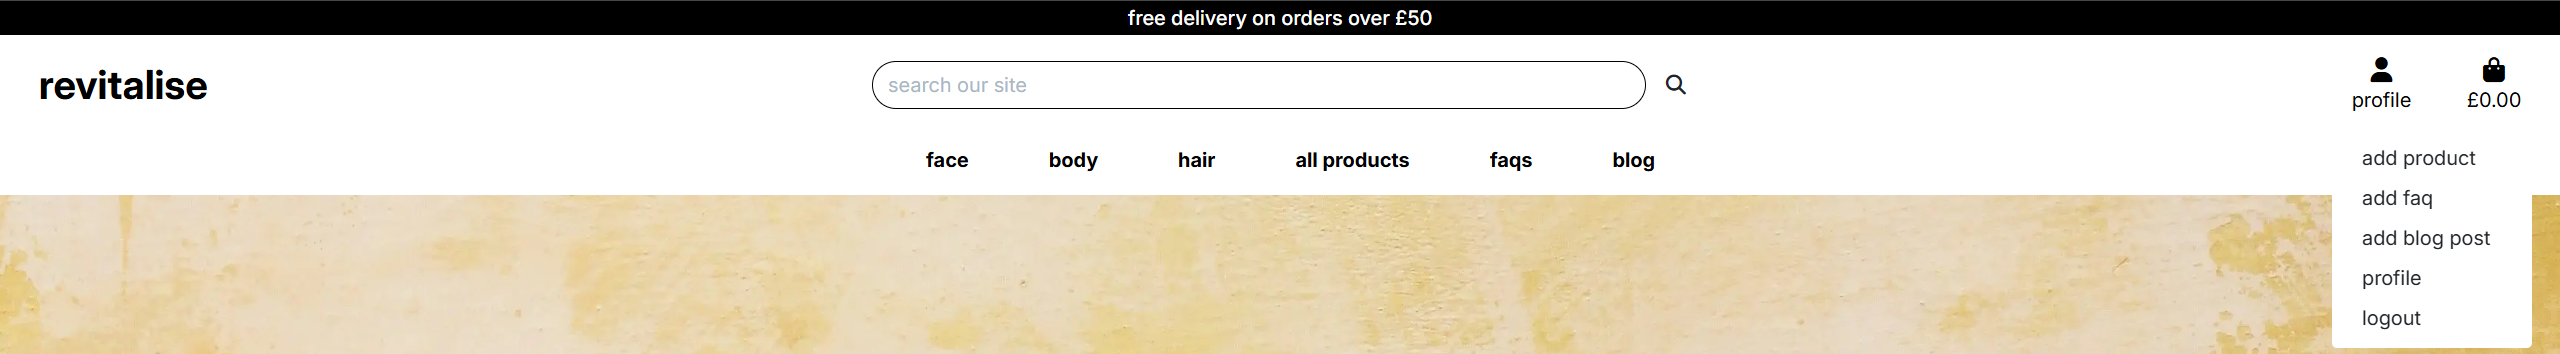 free delivery on orders over £50
revitalise
search our site
profile
£0.00
face body hair all products faqs blog
add product
add faq
add blog post
profile
logout